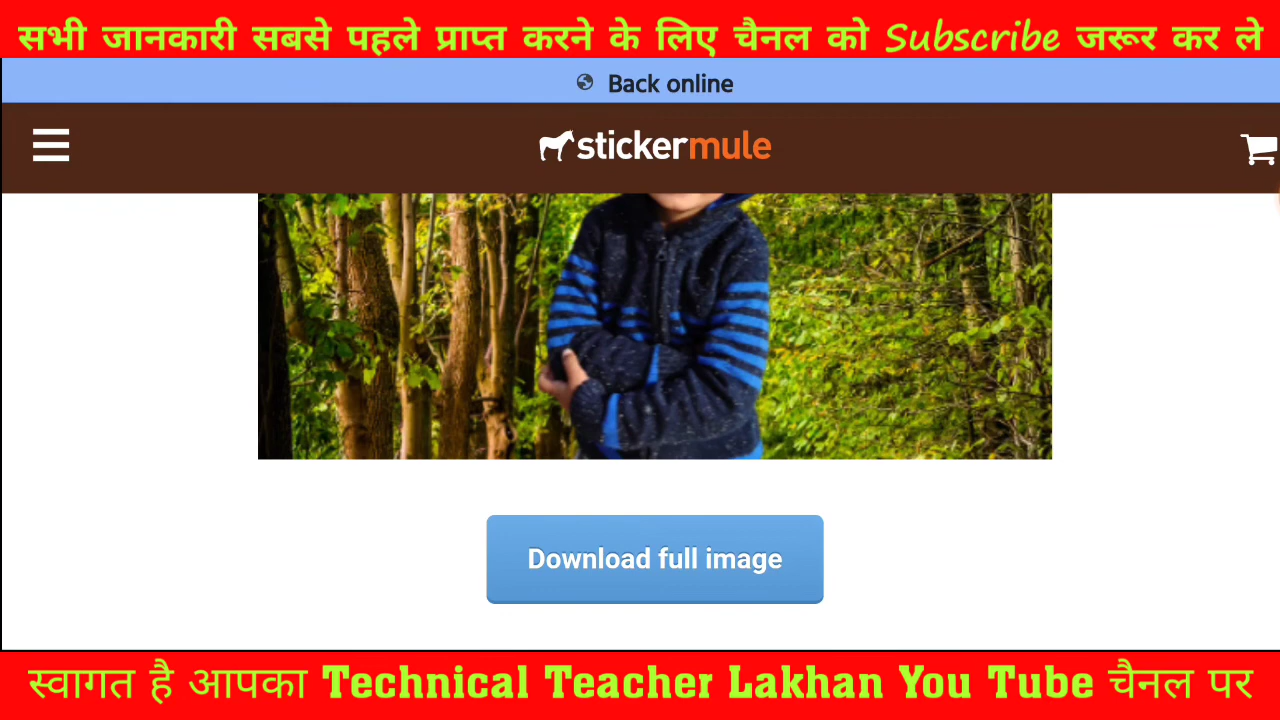 सभी जानकारी सबसे पहले प्राप्त करने के लिए चैनल को Subscribe जरूर कर ले
Back online
stickermule
Download full image
स्वागत है आपका Technical Teacher Lakhan You Tube चैनल पर